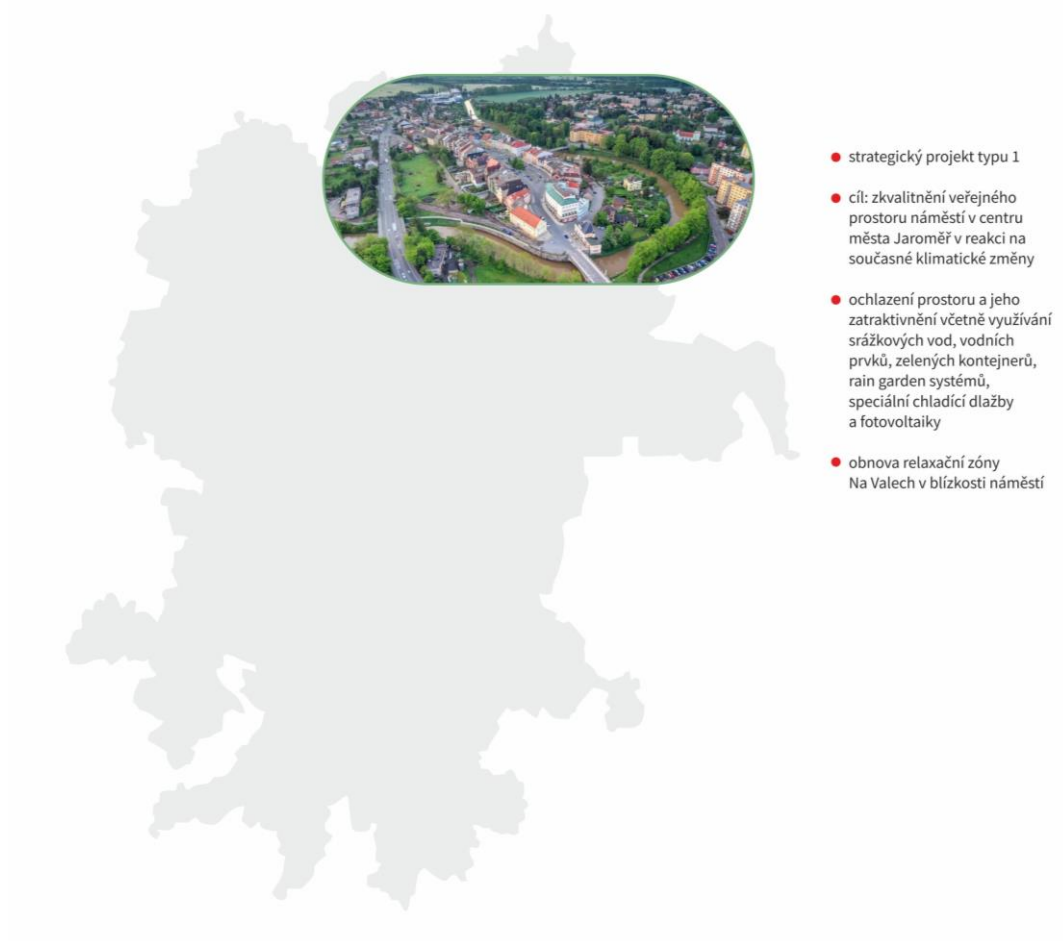 strategický projekt typu 1
cíl: zkvalitnění veřejného
prostoru náměstí v centru
města Jaroměř v reakci na
současné klimatické změny
ochlazení prostoru a jeho
zatraktivnění včetně využívání
srážkových vod, vodních
prvků, zelených kontejnerů,
rain garden systémů,
speciální chladící dlažby
a fotovoltaiky
obnova relaxační zóny
Na Valech v blízkosti náměstí